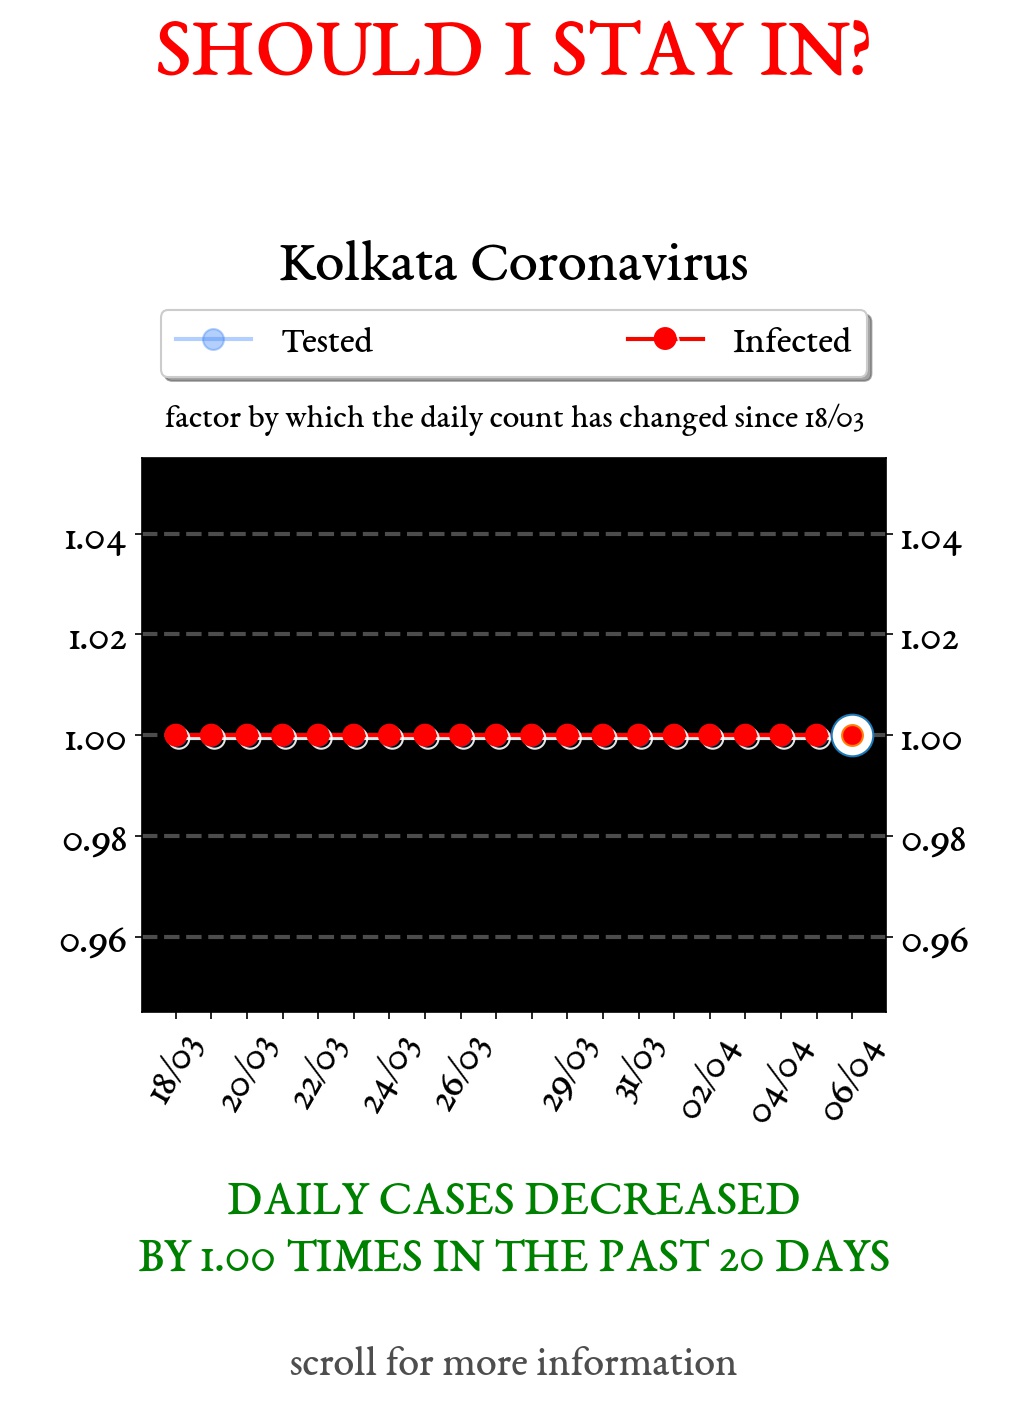 SHOULD I STAY IN?
Kolkata Coronavirus
Tested Infected
factor by which the daily count has changed since 18/03
1.04 1.04
1.02 1.02
1.00 1.00
0.98 0.98
0.96 0.96
18/03 20/03 22/03 24/03 26/03 29/03 31/03 02/04 04/04 06/04
DAILY CASES DECREASED
BY 1.00 TIMES IN THE PAST 20 DAYS
scroll for more information